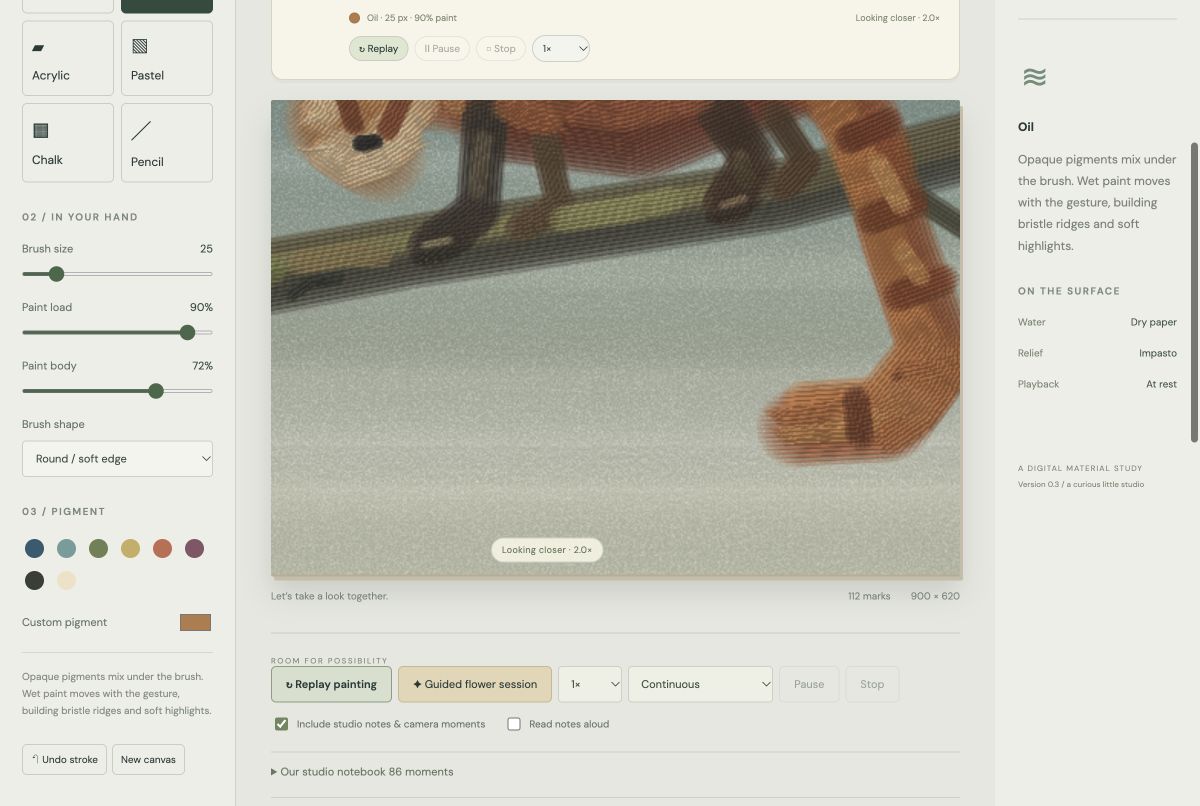 Acrylic
Pastel
Chalk
Pencil
02 / IN YOUR HAND
Brush size 25
Paint load 90%
Paint body 72%
Brush shape
Round / soft edge
03 / PIGMENT
Custom pigment
Opaque pigments mix under the brush.
Wet paint moves with the gesture,
building bristle ridges and soft highlights.
Undo stroke
New canvas
Oil · 25 px · 90% paint
Looking closer · 2.0×
↻ Replay
II Pause
Stop
1×
Looking closer · 2.0×
Let's take a look together.
112 marks
900 × 620
ROOM FOR POSSIBILITY
↻ Replay painting
✦ Guided flower session
1×
Continuous
Pause
Stop
Include studio notes & camera moments
Read notes aloud
Our studio notebook 86 moments
Oil
Opaque pigments mix under
the brush. Wet paint moves
with the gesture, building
bristle ridges and soft
highlights.
ON THE SURFACE
Water Dry paper
Relief Impasto
Playback At rest
A DIGITAL MATERIAL STUDY
Version 0.3 / a curious little studio